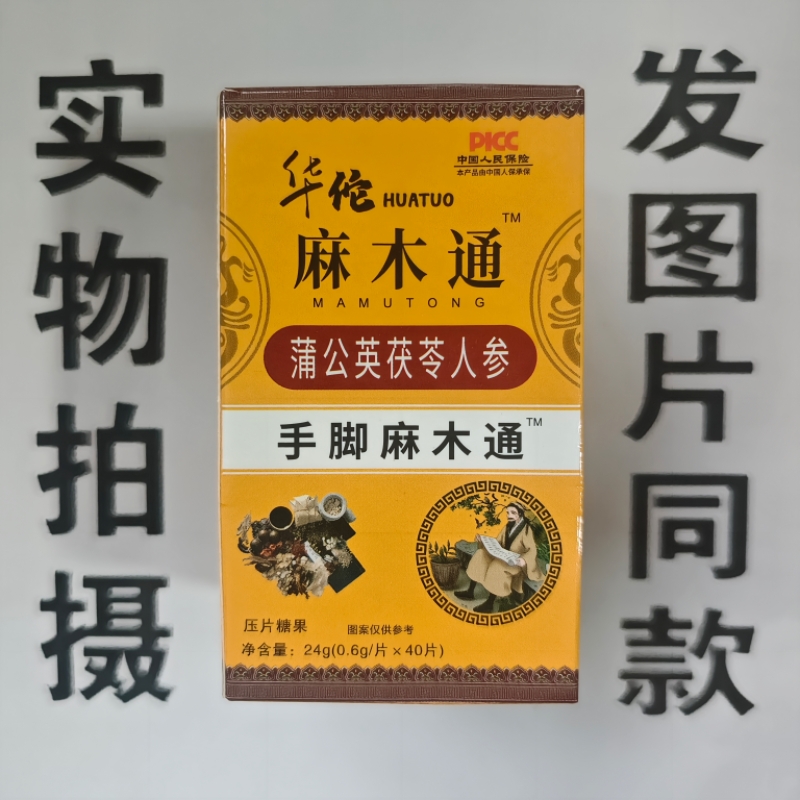 实物拍摄
PICC
中国人民保险
本产品由中国人保承保
华佗 HUATUO
麻木通™
MAMUTONG
蒲公英茯苓人参
手脚麻木通™
压片糖果
图案仅供参考
净含量：24g(0.6g/片×40片)
发图片同款